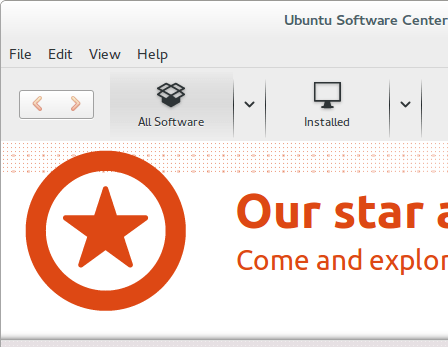 Ubuntu Software Center
File Edit View Help
All Software Installed
Our star
Come and explor